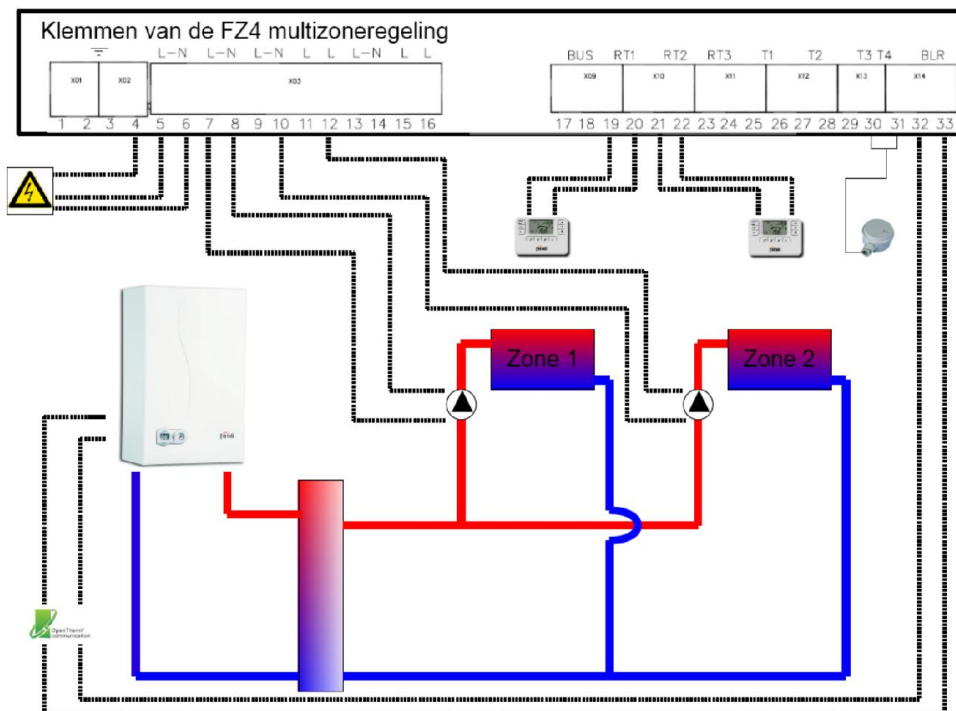 Klemmen van de FZ4 multizoneregeling
L-N L-N L L L-N L L
BUS RT1 RT2 RT3 T1 T2 T3 T4 BLR
X01 X02 X03 X09 X10 X11 X12 X13 X14
1 2 3 4 5 6 7 8 9 10 11 12 13 14 15 16 17 18 19 20 21 22 23 24 25 26 27 28 29 30 31 32 33
Zone 1 Zone 2
OpenTherm
communication